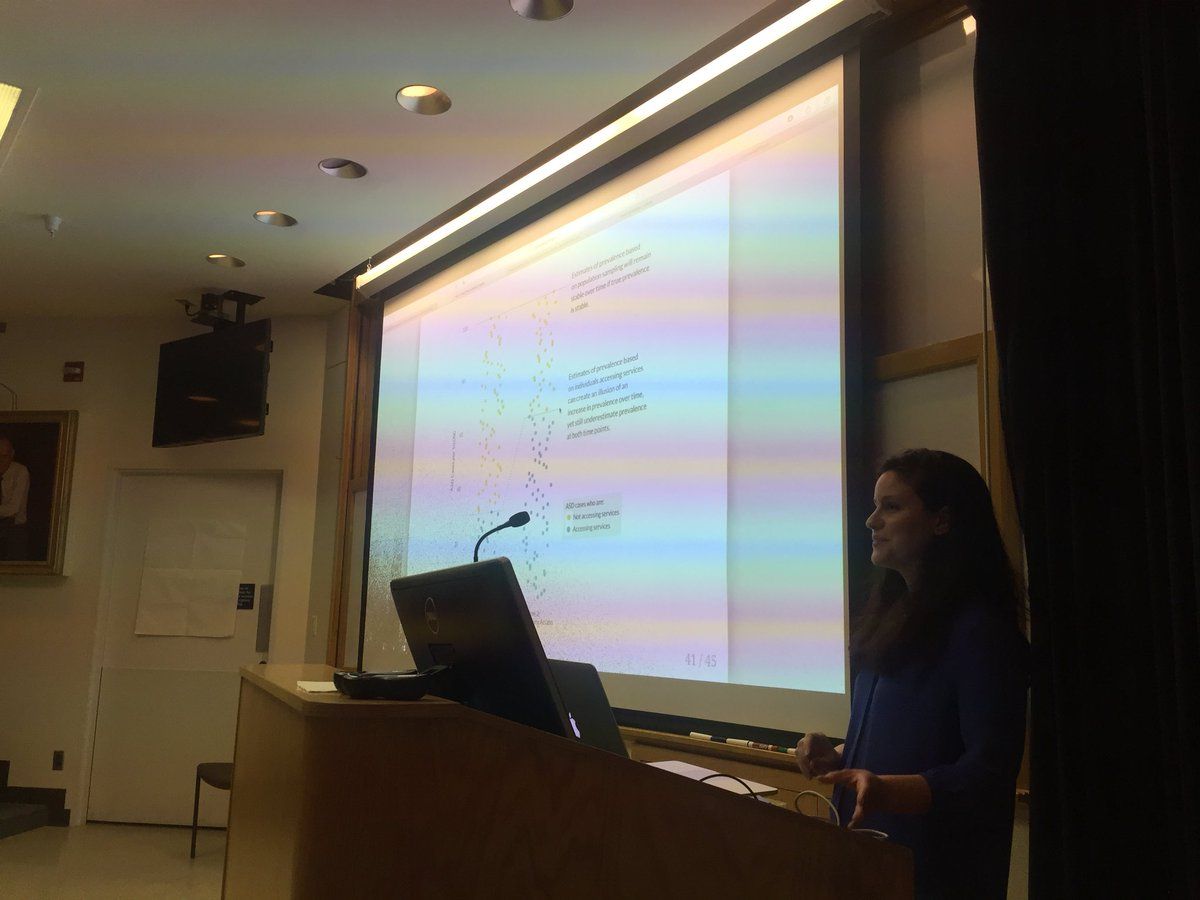 Estimates of prevalence based
on population sampling will remain
stable over time if true prevalence
is stable.
Estimates of prevalence based
on individuals accessing services
can create an illusion of an
increase in prevalence over time,
yet still underestimate prevalence
at both time points.
ASD cases who are:
Not accessing services
Accessing services
41 / 45
DELL